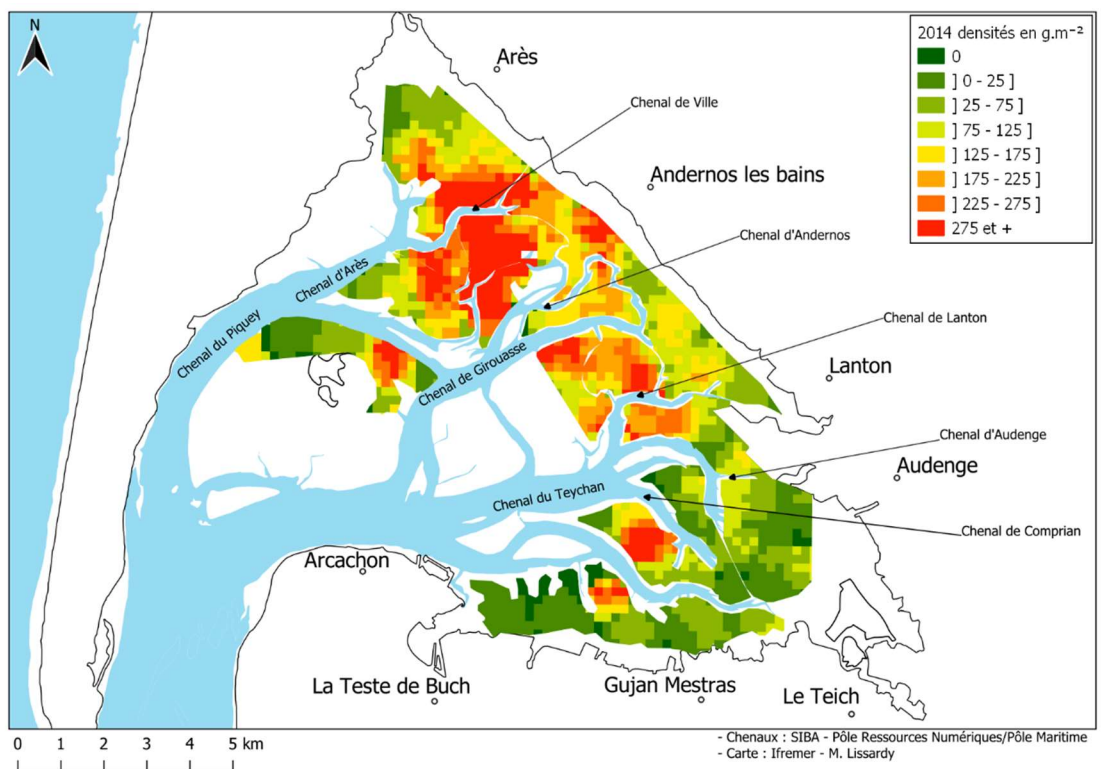 N
2014 densités en g.m⁻²
0
] 0 - 25 ]
] 25 - 75 ]
] 75 - 125 ]
] 125 - 175 ]
] 175 - 225 ]
] 225 - 275 ]
275 et +
Arès
Chenal de Ville
Andernos les bains
Chenal d'Andernos
Chenal d'Arès
Chenal du Piquey
Chenal de Girouasse
Chenal de Lanton
Lanton
Chenal d'Audenge
Audenge
Chenal du Teychan
Chenal de Comprian
Arcachon
La Teste de Buch
Gujan Mestras
Le Teich
0 1 2 3 4 5 km
- Chenaux : SIBA - Pôle Ressources Numériques/Pôle Maritime
- Carte : Ifremer - M. Lissardy